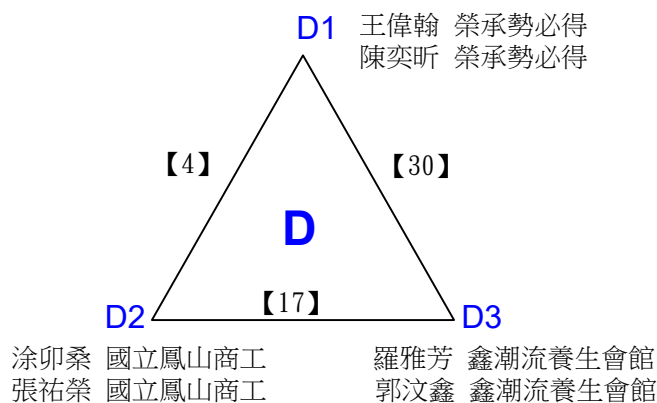 D1 王偉翰 榮承勢必得
陳奕昕 榮承勢必得
【4】 【30】
D
D2 【17】 D3
涂卯桑 國立鳳山商工 羅雅芳 鑫潮流養生會館
張祐榮 國立鳳山商工 郭汶鑫 鑫潮流養生會館